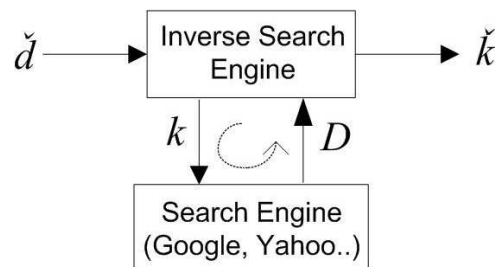 ď Inverse Search ǩ
Engine
k D
Search Engine
(Google, Yahoo..)